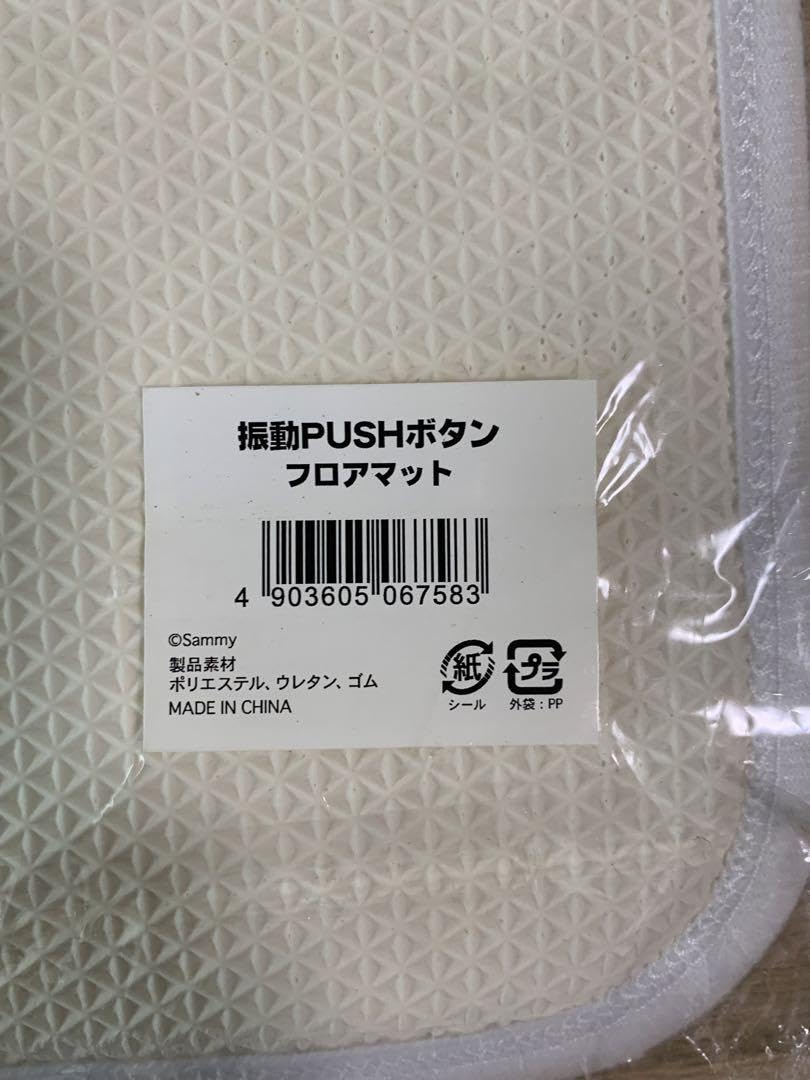 振動PUSHボタン
フロアマット
4 903605 067583
©Sammy
製品素材
ポリエステル、ウレタン、ゴム
MADE IN CHINA
紙
シール
プラ
外袋：PP